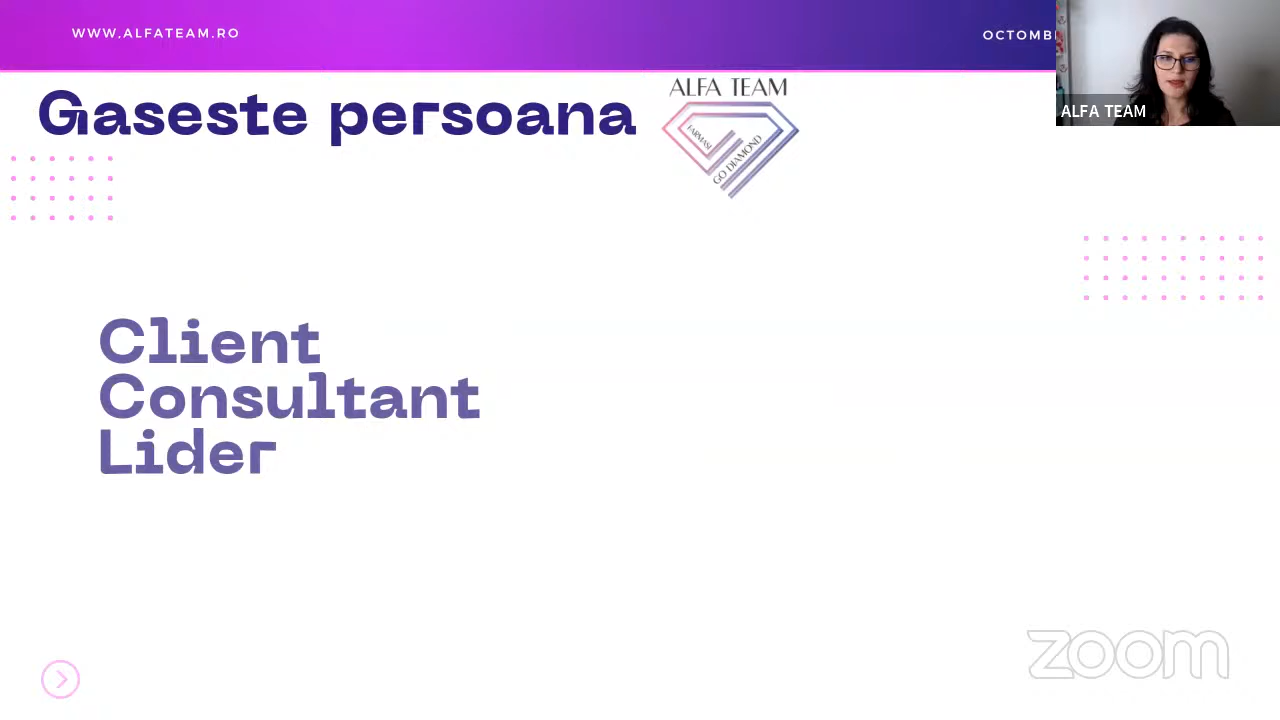 WWW.ALFATEAM.RO
OCTOMB
ALFA TEAM
Gaseste persoana
ALFA TEAM
FARMASI
GO DIAMOND
Client
Consultant
Lider
zoom